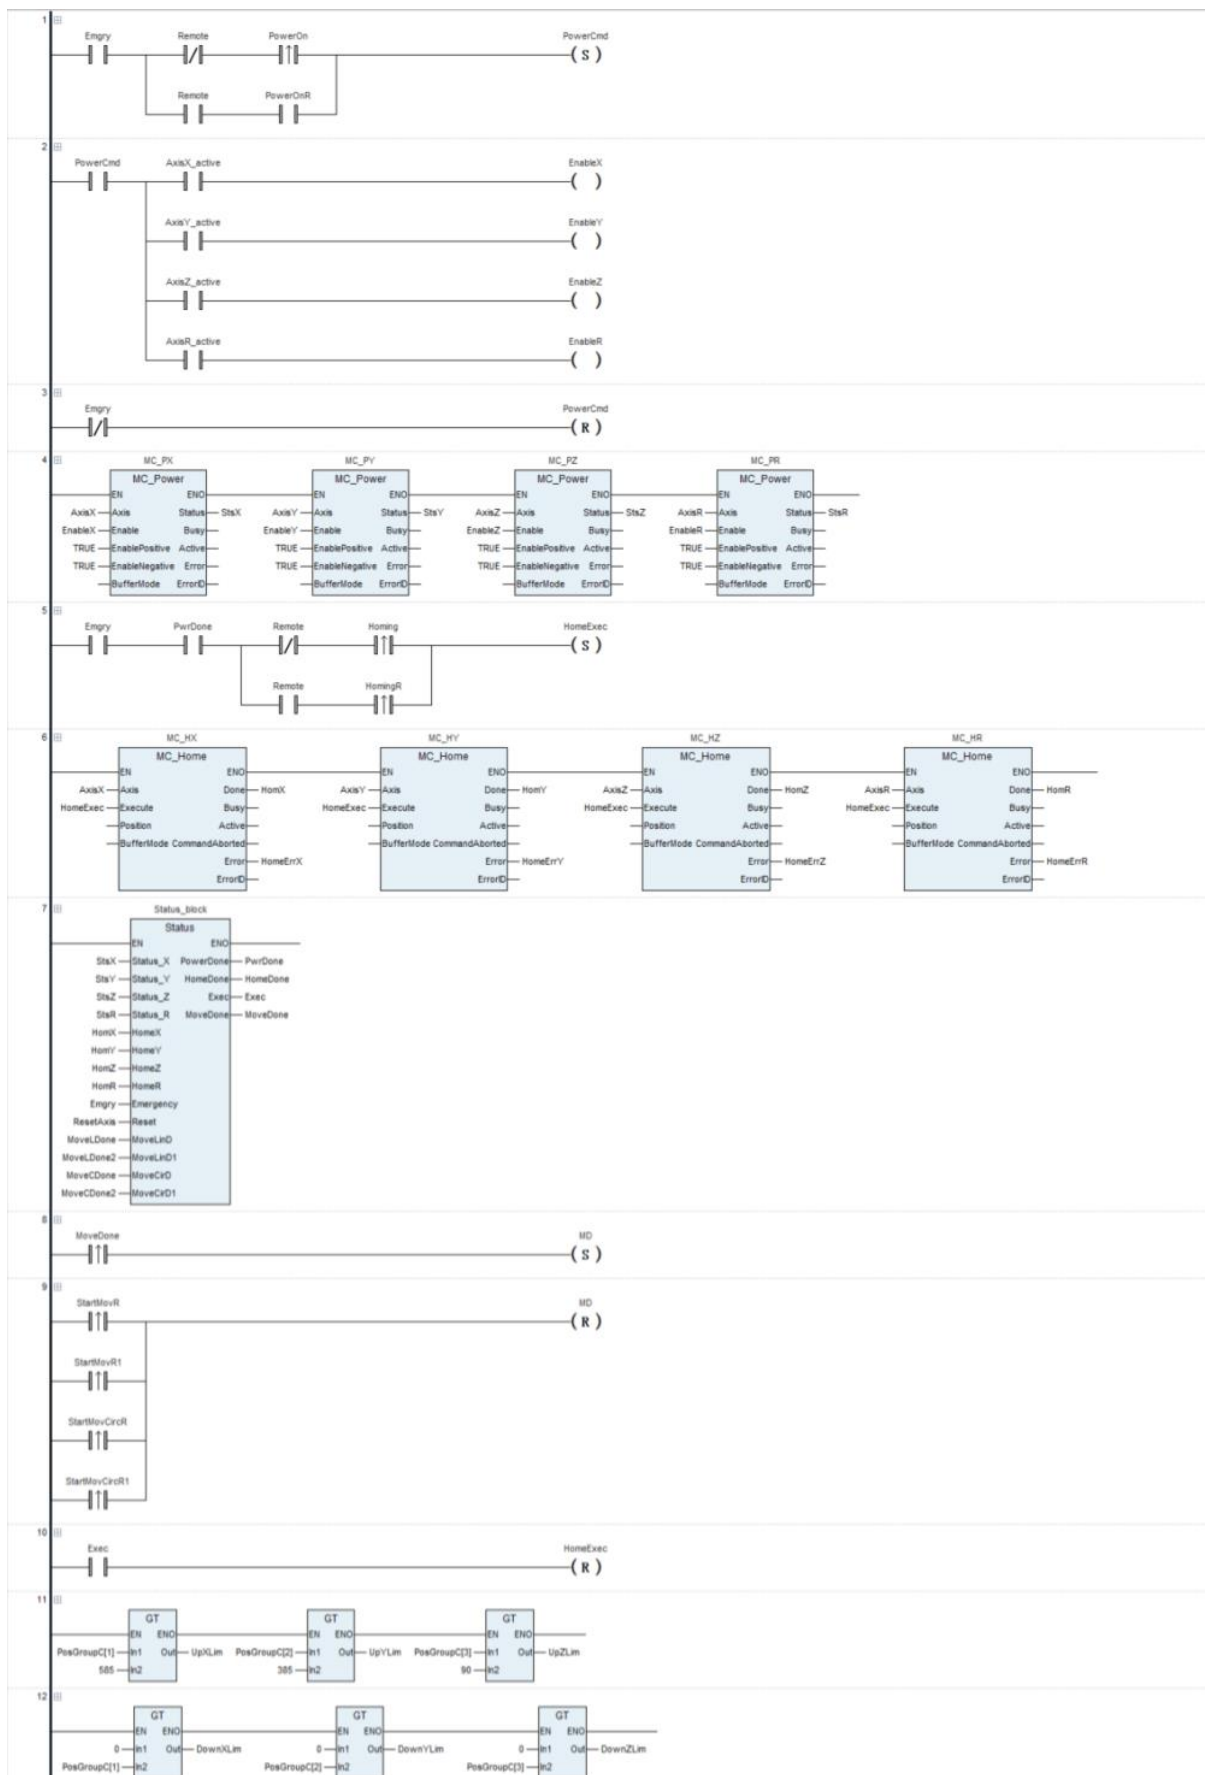 1
Emgry Remote PowerOn PowerCmd
( S )
Remote PowerOnR
2
PowerCmd AxisX_active EnableX
AxisY_active EnableY
AxisZ_active EnableZ
AxisR_active EnableR
3
Emgry PowerCmd
( R )
4
MC_PX MC_PY MC_PZ MC_PR
MC_Power MC_Power MC_Power MC_Power
EN ENO EN ENO EN ENO EN ENO
AxisX Axis Status StsX AxisY Axis Status StsY AxisZ Axis Status StsZ AxisR Axis Status StsR
EnableX Enable Busy EnableY Enable Busy EnableZ Enable Busy EnableR Enable Busy
TRUE EnablePositive Active TRUE EnablePositive Active TRUE EnablePositive Active TRUE EnablePositive Active
TRUE EnableNegative Error TRUE EnableNegative Error TRUE EnableNegative Error TRUE EnableNegative Error
BufferMode ErrorID BufferMode ErrorID BufferMode ErrorID BufferMode ErrorID
5
Emgry PwrDone Remote Homing HomeExec
( S )
Remote HomingR
6
MC_HX MC_HY MC_HZ MC_HR
MC_Home MC_Home MC_Home MC_Home
EN ENO EN ENO EN ENO EN ENO
AxisX Axis Done HomX AxisY Axis Done HomY AxisZ Axis Done HomZ AxisR Axis Done HomR
HomeExec Execute Busy HomeExec Execute Busy HomeExec Execute Busy HomeExec Execute Busy
Position Active Position Active Position Active Position Active
BufferMode CommandAborted BufferMode CommandAborted BufferMode CommandAborted BufferMode CommandAborted
Error HomeErrX Error HomeErrY Error HomeErrZ Error HomeErrR
ErrorID ErrorID ErrorID ErrorID
7
Status_block
Status
EN ENO
StsX Status_X PowerDone PwrDone
StsY Status_Y HomeDone HomeDone
StsZ Status_Z Exec Exec
StsR Status_R MoveDone MoveDone
HomX HomeX
HomY HomeY
HomZ HomeZ
HomR HomeR
Emgry Emergency
ResetAxis Reset
MoveLDone MoveLinD
MoveLDone2 MoveLinD1
MoveCDone MoveCirD
MoveCDone2 MoveCirD1
8
MoveDone MD
( S )
9
StartMovR MD
( R )
StartMovR1
StartMovCircR
StartMovCircR1
10
Exec HomeExec
( R )
11
GT GT GT
EN ENO EN ENO EN ENO
PosGroupC[1] In1 Out UpXLim PosGroupC[2] In1 Out UpYLim PosGroupC[3] In1 Out UpZLim
585 In2 385 In2 90 In2
12
GT GT GT
EN ENO EN ENO EN ENO
0 In1 Out DownXLim 0 In1 Out DownYLim 0 In1 Out DownZLim
PosGroupC[1] In2 PosGroupC[2] In2 PosGroupC[3] In2